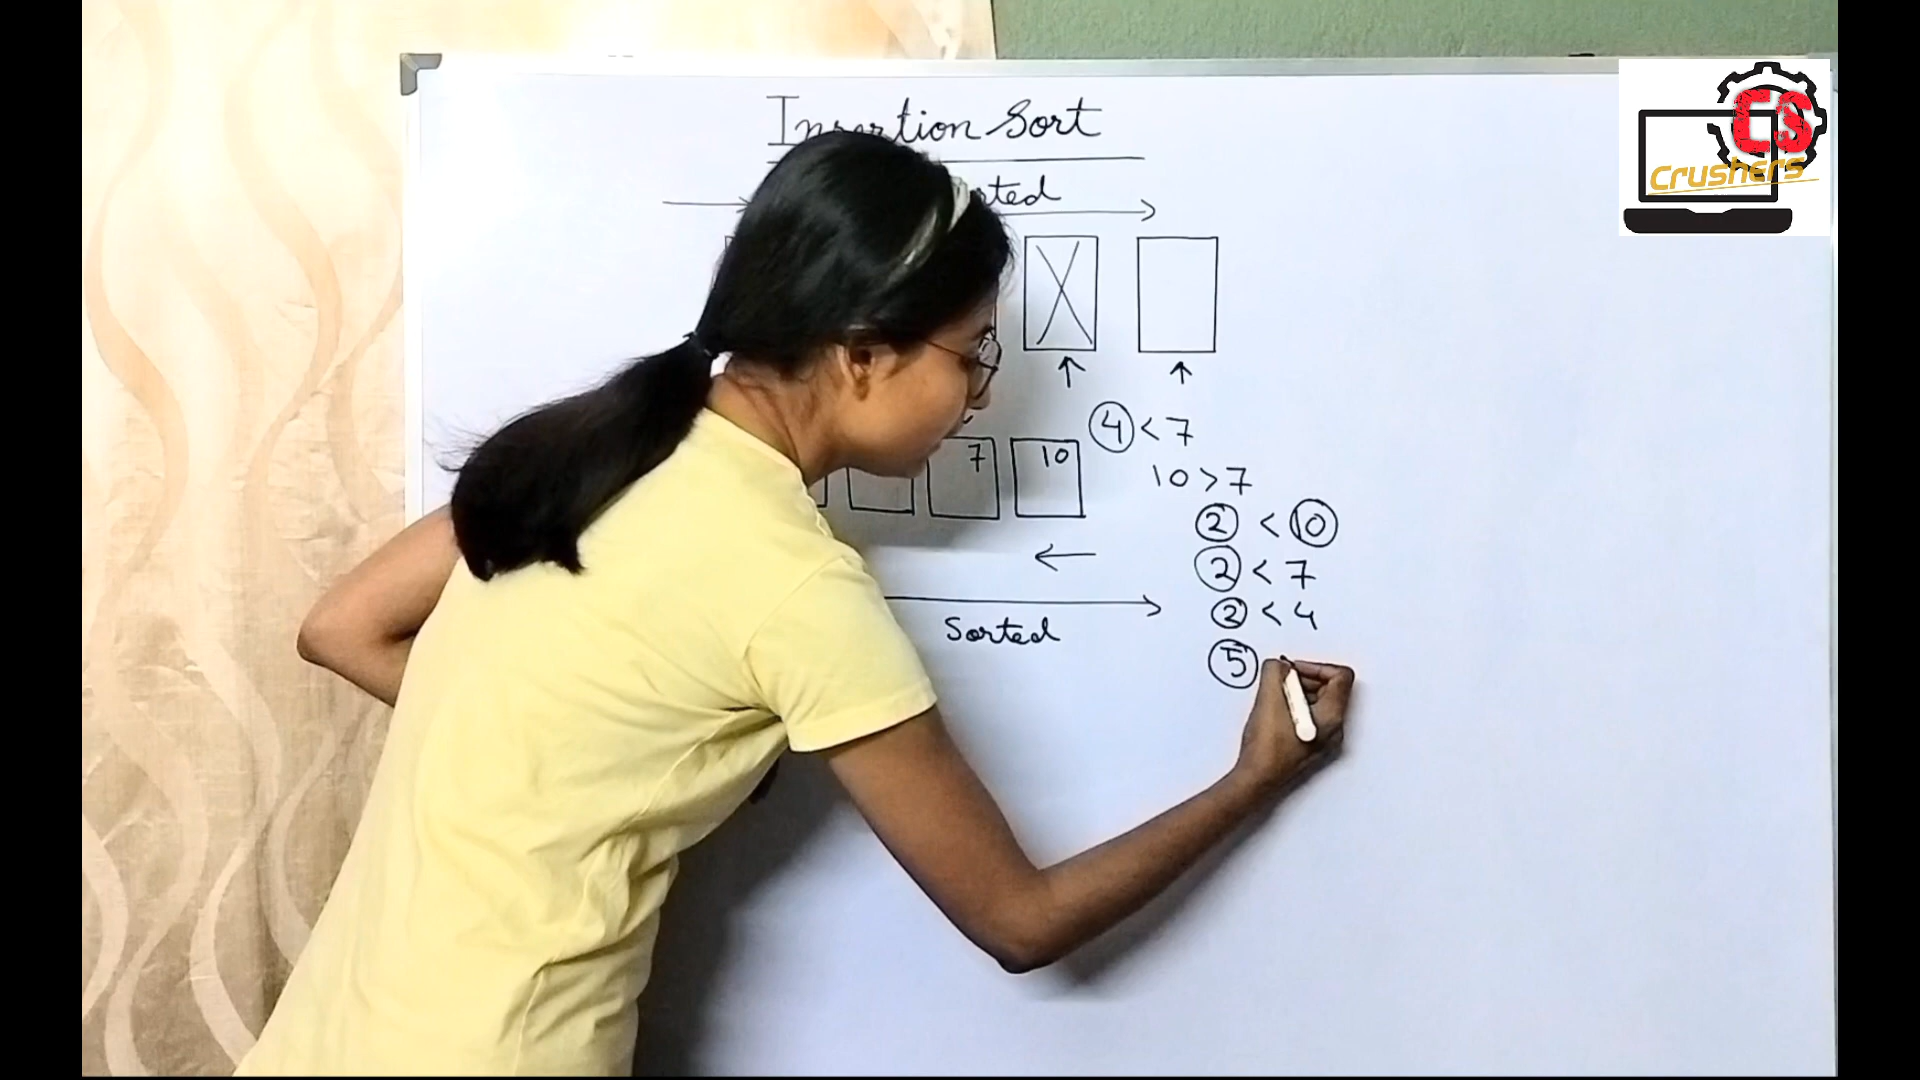 Insertion Sort
4 < 7
7 10
10 > 7
2 < 10
2 < 7
2 < 4
Sorted
5
CS
Crushers